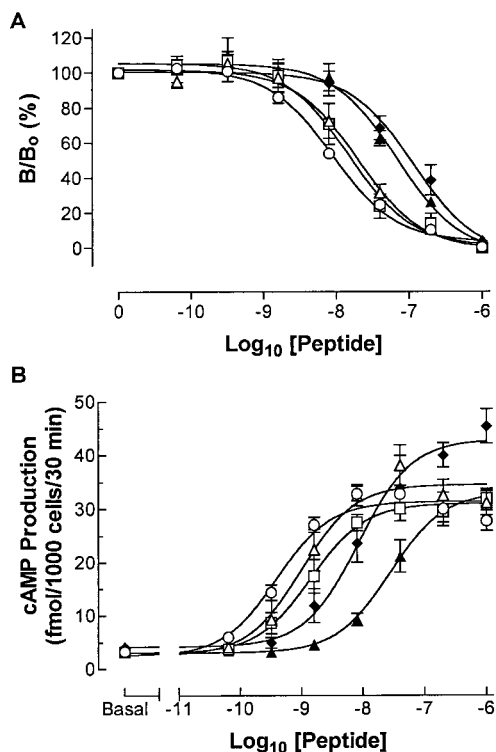 A
120
100
80
60
40
20
0
B/B₀ (%)
0 -10 -9 -8 -7 -6
Log₁₀ [Peptide]
B
50
40
30
20
10
0
cAMP Production
(fmol/1000 cells/30 min)
Basal -11 -10 -9 -8 -7 -6
Log₁₀ [Peptide]